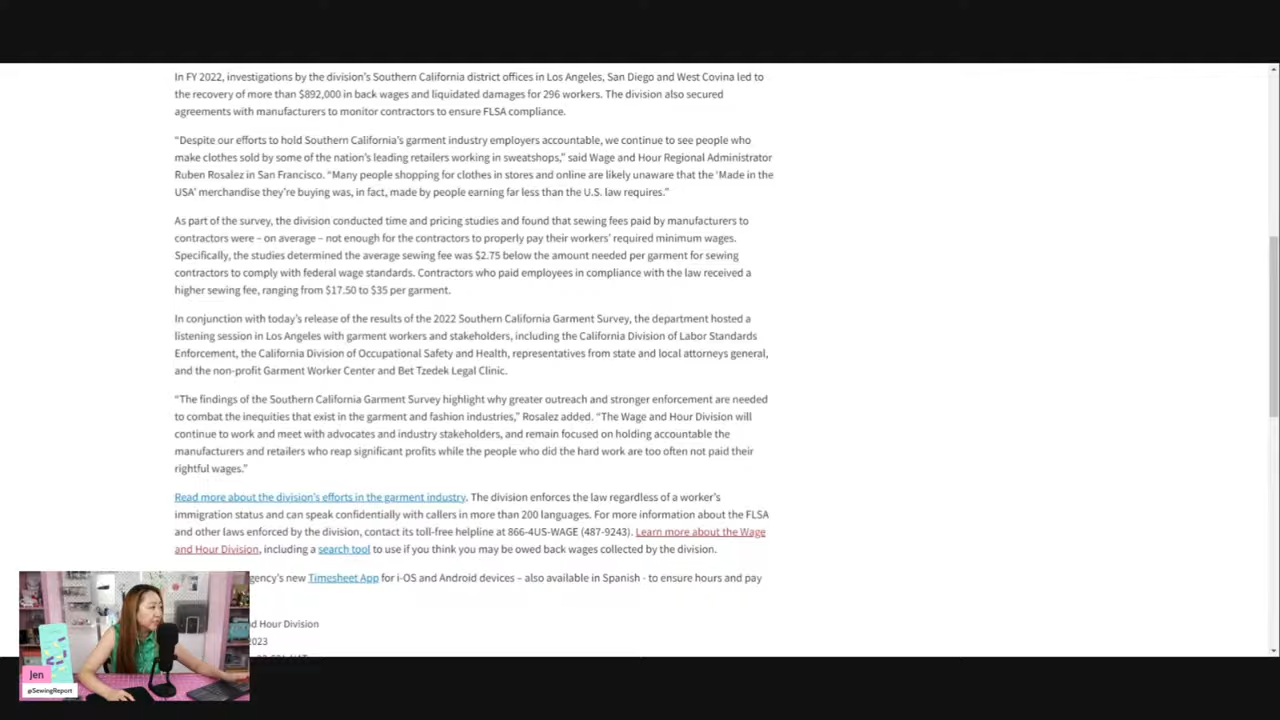 In FY 2022, investigations by the division's Southern California district offices in Los Angeles, San Diego and West Covina led to
the recovery of more than $892,000 in back wages and liquidated damages for 296 workers. The division also secured
agreements with manufacturers to monitor contractors to ensure FLSA compliance.
"Despite our efforts to hold Southern California's garment industry employers accountable, we continue to see people who
make clothes sold by some of the nation's leading retailers working in sweatshops," said Wage and Hour Regional Administrator
Ruben Rosalez in San Francisco. "Many people shopping for clothes in stores and online are likely unaware that the 'Made in the
USA' merchandise they're buying was, in fact, made by people earning far less than the U.S. law requires."
As part of the survey, the division conducted time and pricing studies and found that sewing fees paid by manufacturers to
contractors were – on average – not enough for the contractors to properly pay their workers' required minimum wages.
Specifically, the studies determined the average sewing fee was $2.75 below the amount needed per garment for sewing
contractors to comply with federal wage standards. Contractors who paid employees in compliance with the law received a
higher sewing fee, ranging from $17.50 to $35 per garment.
In conjunction with today's release of the results of the 2022 Southern California Garment Survey, the department hosted a
listening session in Los Angeles with garment workers and stakeholders, including the California Division of Labor Standards
Enforcement, the California Division of Occupational Safety and Health, representatives from state and local attorneys general,
and the non-profit Garment Worker Center and Bet Tzedek Legal Clinic.
"The findings of the Southern California Garment Survey highlight why greater outreach and stronger enforcement are needed
to combat the inequities that exist in the garment and fashion industries," Rosalez added. "The Wage and Hour Division will
continue to work and meet with advocates and industry stakeholders, and remain focused on holding accountable the
manufacturers and retailers who reap significant profits while the people who did the hard work are too often not paid their
rightful wages."
Read more about the division's efforts in the garment industry. The division enforces the law regardless of a worker's
immigration status and can speak confidentially with callers in more than 200 languages. For more information about the FLSA
and other laws enforced by the division, contact its toll-free helpline at 866-4US-WAGE (487-9243). Learn more about the Wage
and Hour Division, including a search tool to use if you think you may be owed back wages collected by the division.
gency's new Timesheet App for i-OS and Android devices – also available in Spanish - to ensure hours and pay
d Hour Division
023
Jen
@SewingReport